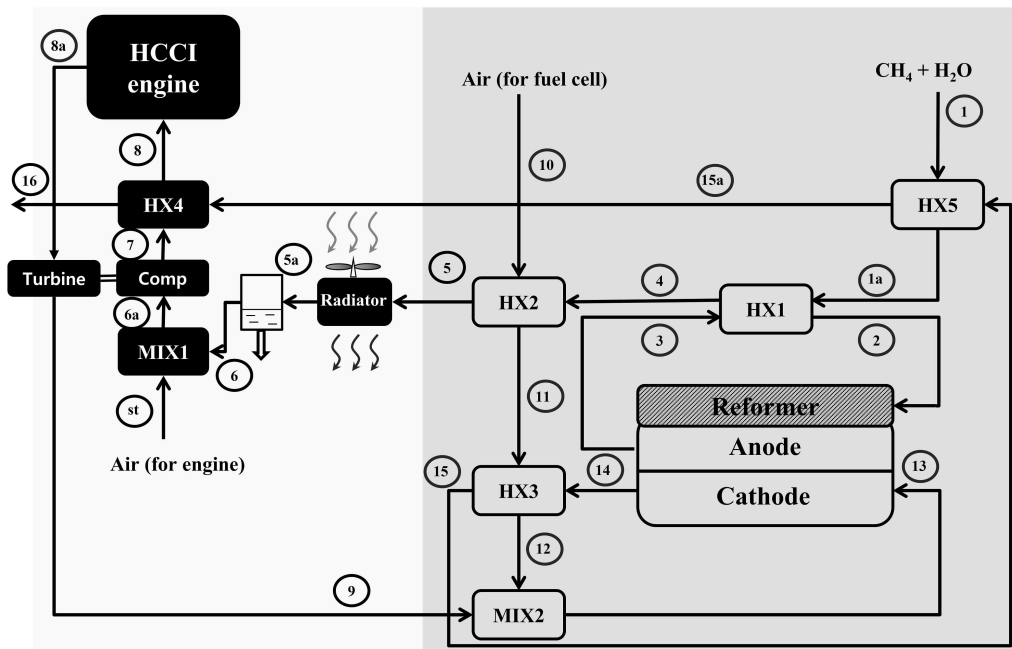 8a
HCCI
engine
Air (for fuel cell)
CH₄ + H₂O
1
8
10
16
15a
HX4
HX5
7
5a
5
4
1a
Turbine
Comp
Radiator
HX2
HX1
6a
3
2
MIX1
6
st
11
Reformer
Anode
Air (for engine)
15
14
13
HX3
Cathode
12
9
MIX2